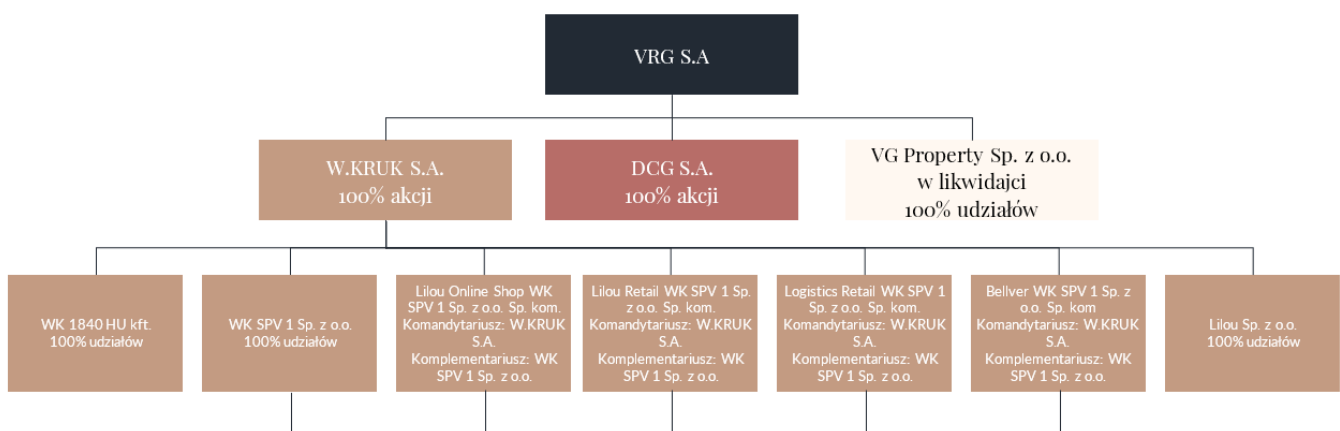 VRG S.A
W.KRUK S.A.
100% akcji
DCG S.A.
100% akcji
VG Property Sp. z o.o.
w likwidajci
100% udziałów
WK 1840 HU kft.
100% udziałów
WK SPV 1 Sp. z o.o.
100% udziałów
Lilou Online Shop WK
SPV 1 Sp. z o.o. Sp. kom.
Komandytariusz: W.KRUK
S.A.
Komplementariusz: WK
SPV 1 Sp. z o.o.
Lilou Retail WK SPV 1 Sp.
z o.o. Sp. kom.
Komandytariusz: W.KRUK
S.A.
Komplementariusz: WK
SPV 1 Sp. z o.o.
Logistics Retail WK SPV 1
Sp. z o.o. Sp. kom.
Komandytariusz: W.KRUK
S.A.
Komplementariusz: WK
SPV 1 Sp. z o.o.
Bellver WK SPV 1 Sp. z
o.o. Sp. kom
Komandytariusz: W.KRUK
S.A.
Komplementariusz: WK
SPV 1 Sp. z o.o.
Lilou Sp. z o.o.
100% udziałów